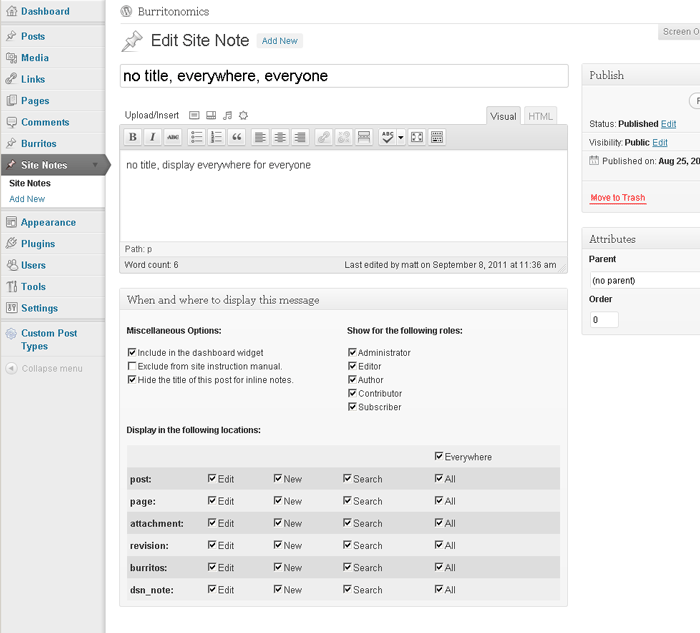 Dashboard
Posts
Media
Links
Pages
Comments
Burritos
Site Notes
Site Notes
Add New
Appearance
Plugins
Users
Tools
Settings
Custom Post
Types
Collapse menu
Burritonomics
Edit Site Note Add New
Screen O
no title, everywhere, everyone
Upload/Insert
Visual HTML
B I ABC ABC
no title, display everywhere for everyone
Path: p
Word count: 6 Last edited by matt on September 8, 2011 at 11:36 am
When and where to display this message
Miscellaneous Options:
Include in the dashboard widget
Exclude from site instruction manual.
Hide the title of this post for inline notes.
Show for the following roles:
Administrator
Editor
Author
Contributor
Subscriber
Display in the following locations:
Everywhere
post: Edit New Search All
page: Edit New Search All
attachment: Edit New Search All
revision: Edit New Search All
burritos: Edit New Search All
dsn_note: Edit New Search All
Publish
Status: Published Edit
Visibility: Public Edit
Published on: Aug 25, 20
Move to Trash
Attributes
Parent
(no parent)
Order
0